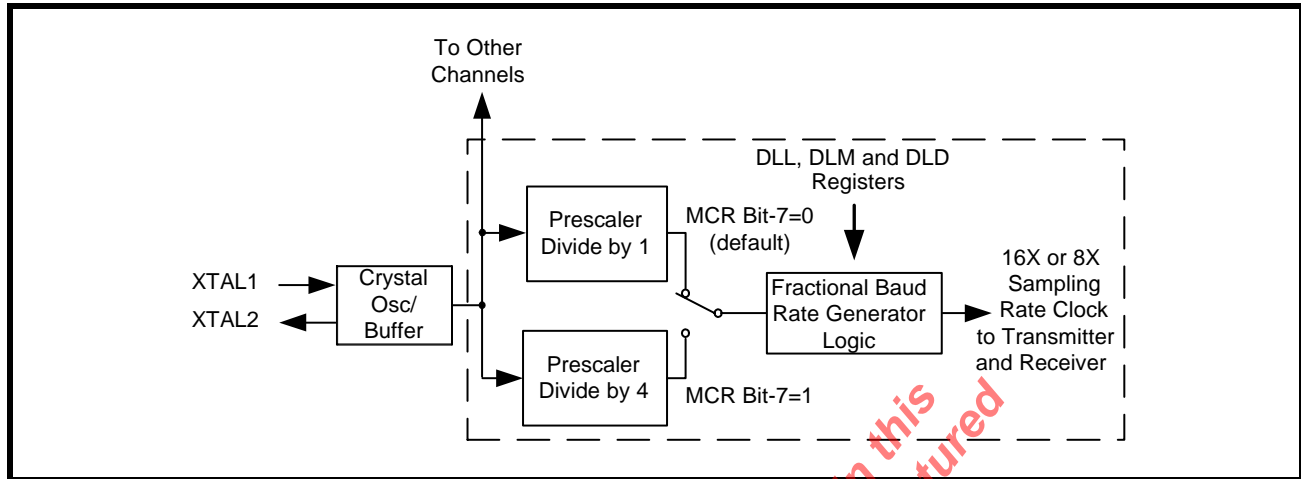 To Other
Channels
DLL, DLM and DLD
Registers
Prescaler
Divide by 1
MCR Bit-7=0
(default)
XTAL1
XTAL2
Crystal
Osc/
Buffer
Fractional Baud
Rate Generator
Logic
16X or 8X
Sampling
Rate Clock
to Transmitter
and Receiver
Prescaler
Divide by 4
MCR Bit-7=1
this